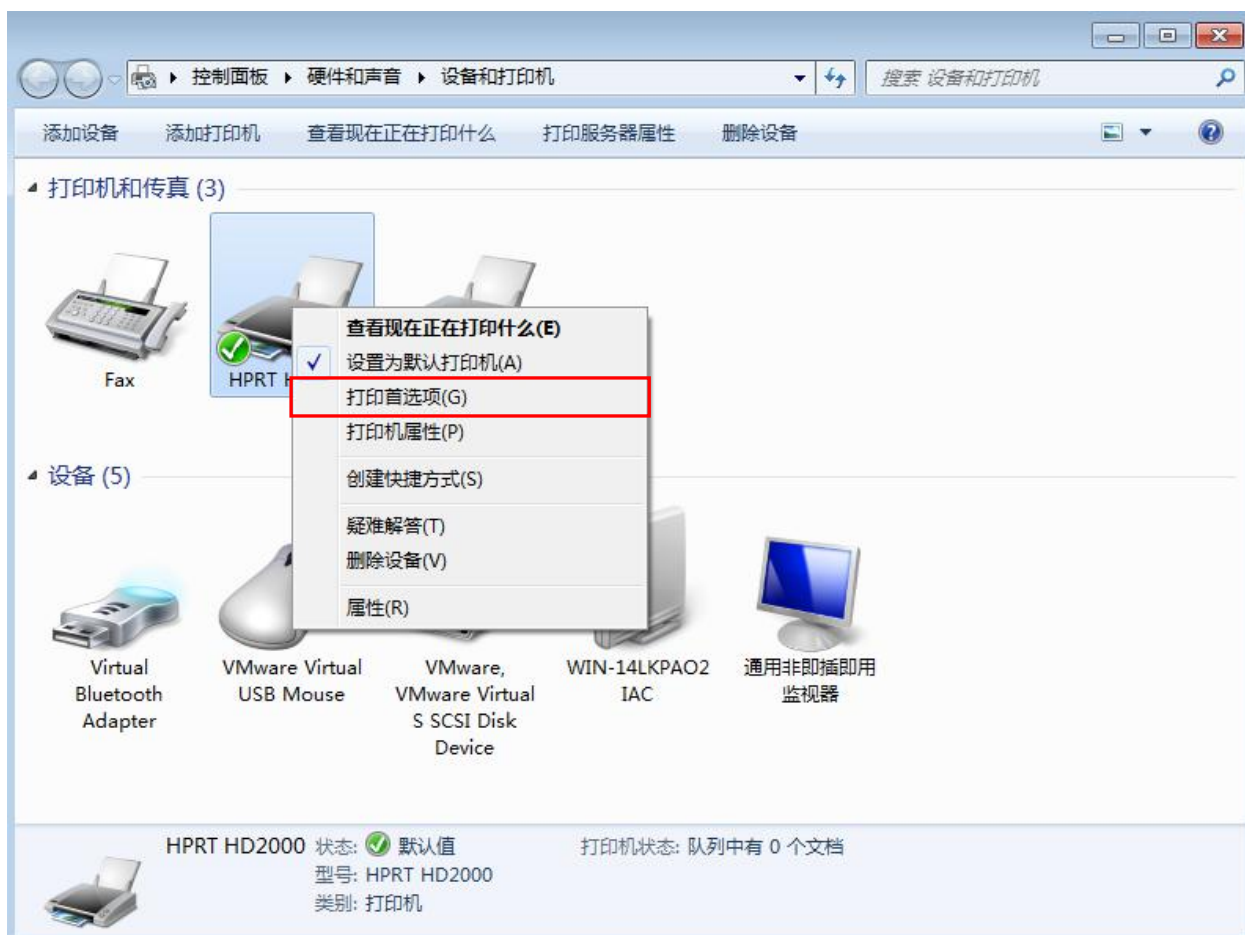 控制面板 ▸ 硬件和声音 ▸ 设备和打印机
搜索 设备和打印机
添加设备 添加打印机 查看现在正在打印什么 打印服务器属性 删除设备
打印机和传真 (3)
Fax
HPRT
查看现在正在打印什么(E)
设置为默认打印机(A)
打印首选项(G)
打印机属性(P)
创建快捷方式(S)
疑难解答(T)
删除设备(V)
属性(R)
设备 (5)
Virtual
Bluetooth
Adapter
VMware Virtual
USB Mouse
VMware,
VMware Virtual
S SCSI Disk
Device
WIN-14LKPAO2
IAC
通用非即插即用
监视器
HPRT HD2000 状态: 默认值 打印机状态: 队列中有 0 个文档
型号: HPRT HD2000
类别: 打印机